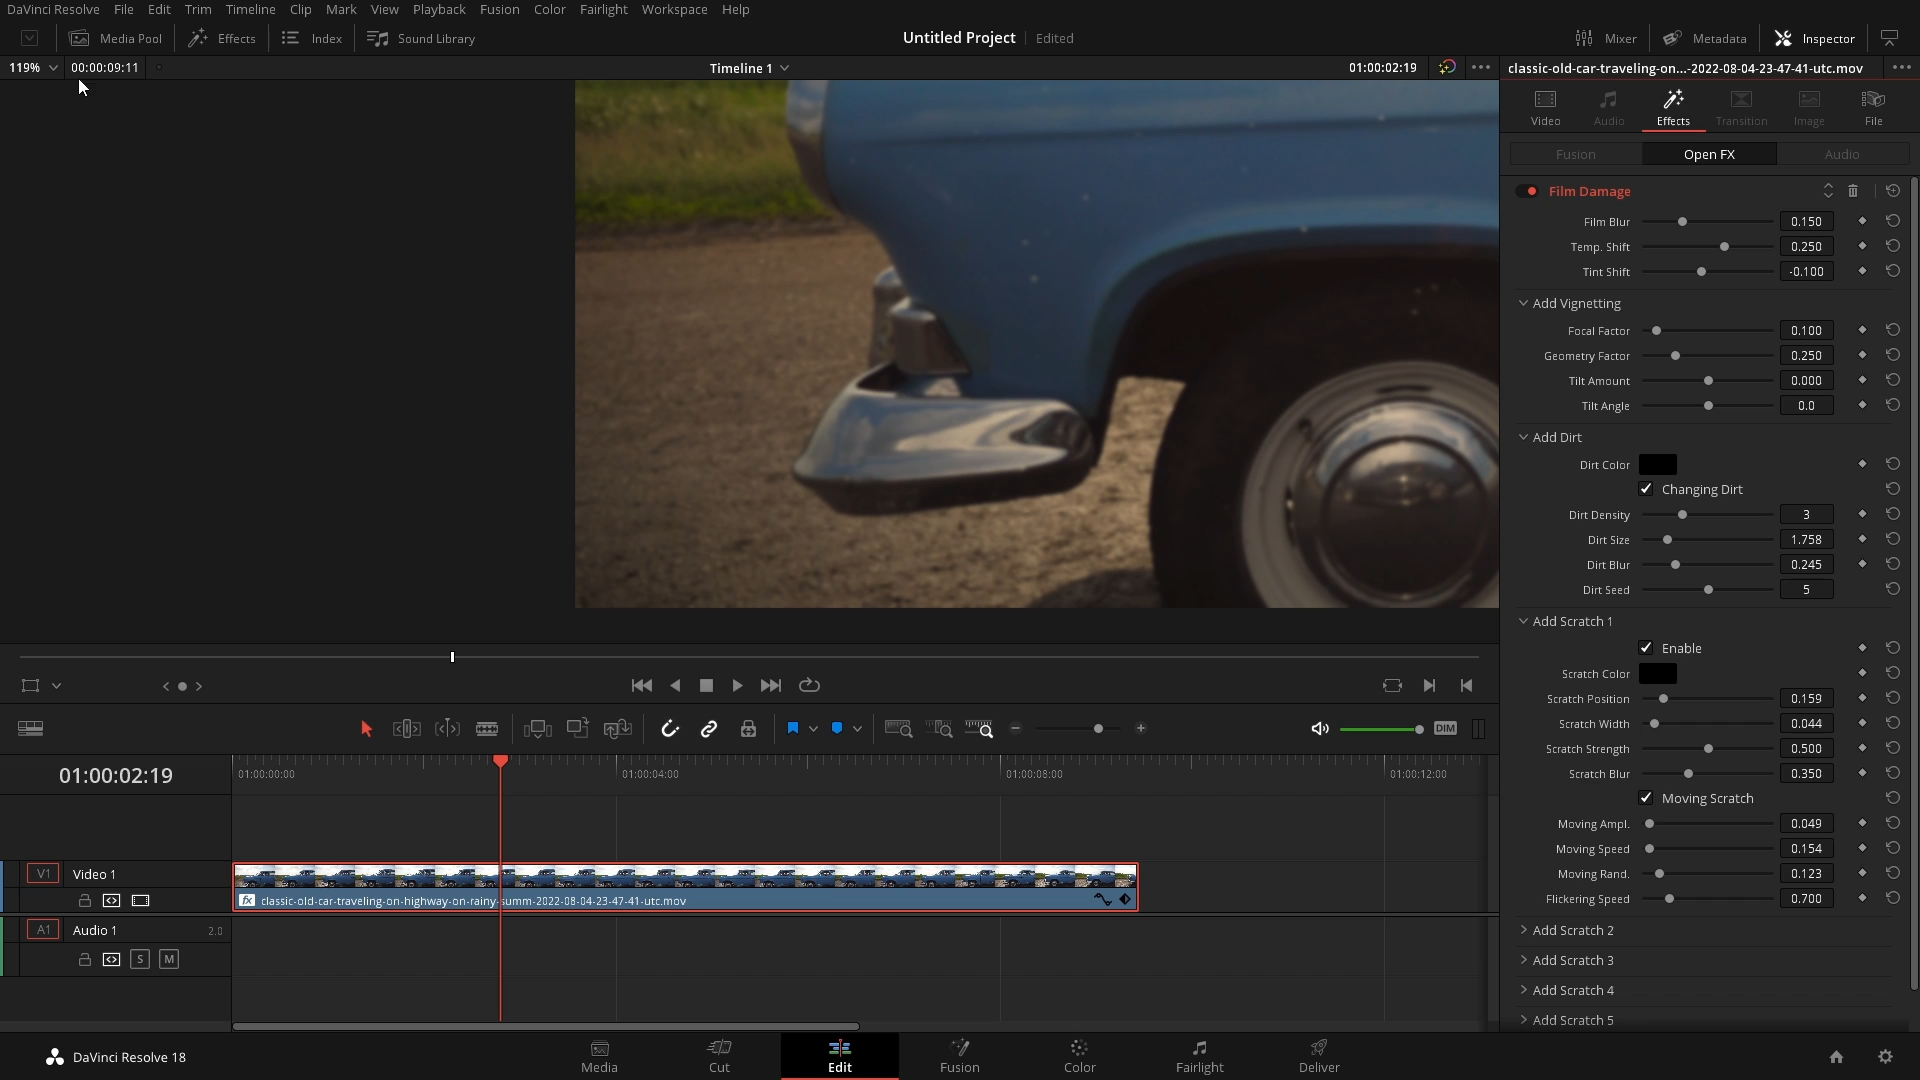 DaVinci Resolve File Edit Trim Timeline Clip Mark View Playback Fusion Color Fairlight Workspace Help
Media Pool Effects Index Sound Library Untitled Project Edited Mixer Metadata Inspector
119% 00:00:09:11 Timeline 1 01:00:02:19 classic-old-car-traveling-on...-2022-08-04-23-47-41-utc.mov
Video Audio Effects Transition Image File
Fusion Open FX Audio
Film Damage
Film Blur 0.150
Temp. Shift 0.250
Tint Shift -0.100
Add Vignetting
Focal Factor 0.100
Geometry Factor 0.250
Tilt Amount 0.000
Tilt Angle 0.0
Add Dirt
Dirt Color
Changing Dirt
Dirt Density 3
Dirt Size 1.758
Dirt Blur 0.245
Dirt Seed 5
Add Scratch 1
Enable
Scratch Color
Scratch Position 0.159
Scratch Width 0.044
Scratch Strength 0.500
Scratch Blur 0.350
Moving Scratch
Moving Ampl. 0.049
Moving Speed 0.154
Moving Rand. 0.123
Flickering Speed 0.700
Add Scratch 2
Add Scratch 3
Add Scratch 4
Add Scratch 5
DIM
01:00:02:19 01:00:00:00 01:00:04:00 01:00:08:00 01:00:12:00
V1 Video 1
fx classic-old-car-traveling-on-highway-on-rainy-summ-2022-08-04-23-47-41-utc.mov
A1 Audio 1 2.0
S M
DaVinci Resolve 18 Media Cut Edit Fusion Color Fairlight Deliver